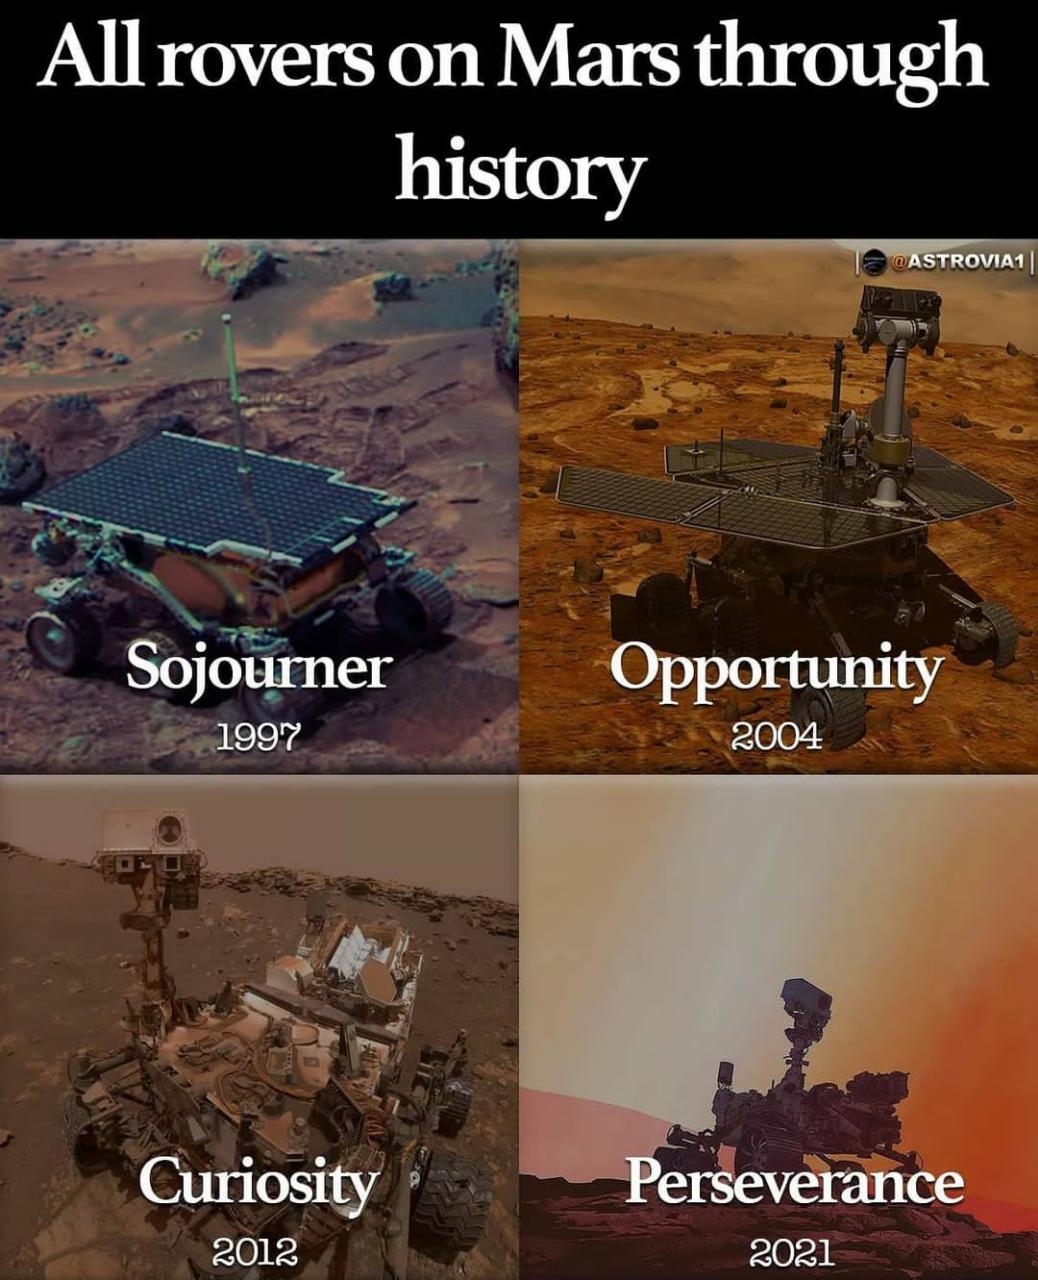 All rovers on Mars through
history
| @ASTROVIA1 |
Sojourner
1997
Opportunity
2004
Curiosity
2012
Perseverance
2021